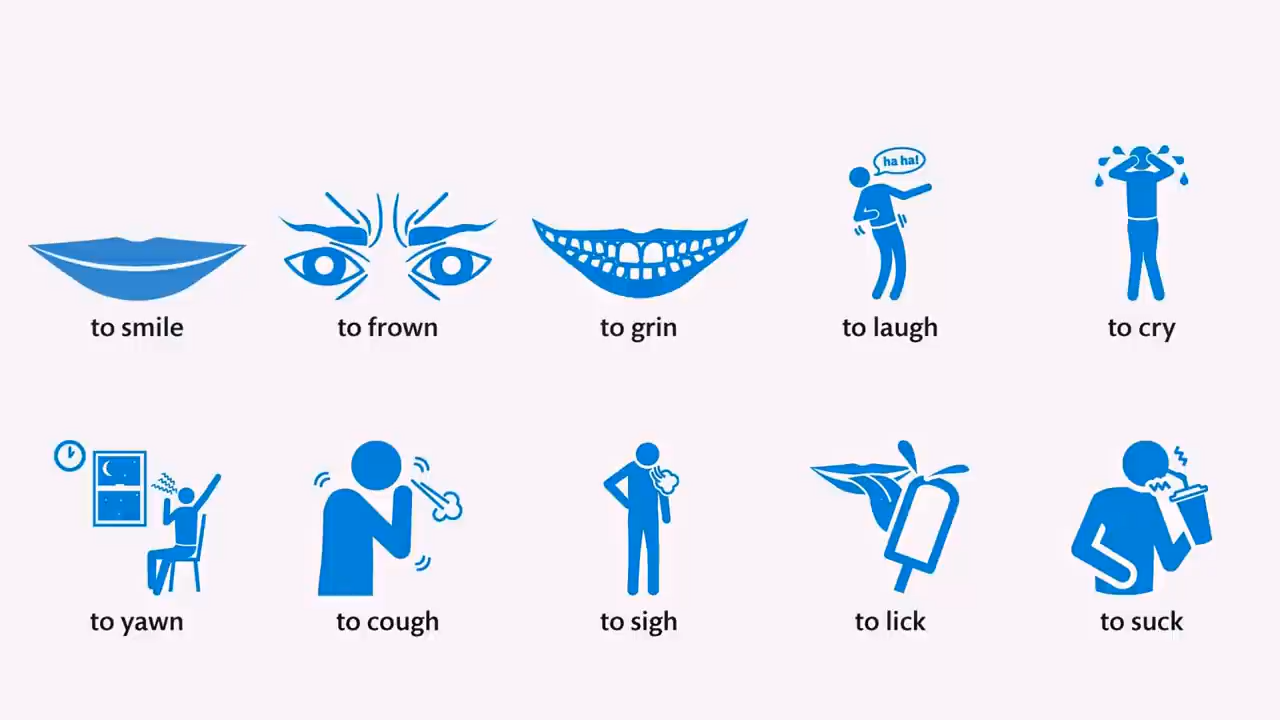 ha ha!
to smile
to frown
to grin
to laugh
to cry
to yawn
to cough
to sigh
to lick
to suck